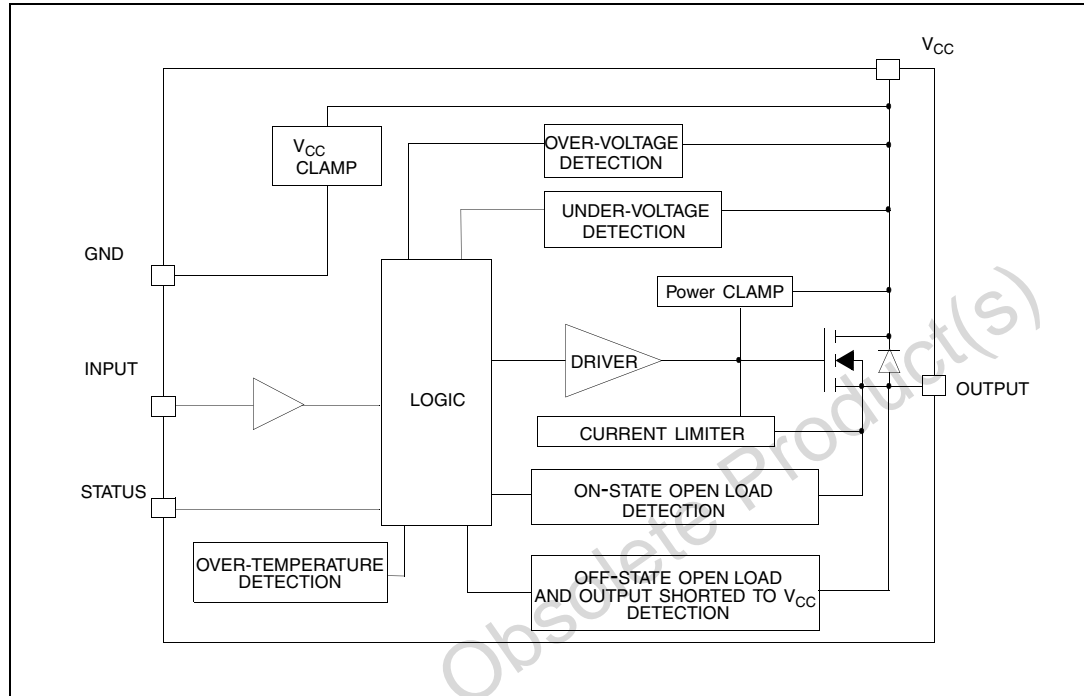 VCC
VCC
CLAMP
OVER-VOLTAGE
DETECTION
UNDER-VOLTAGE
DETECTION
GND
Power CLAMP
INPUT
DRIVER
LOGIC
OUTPUT
CURRENT LIMITER
STATUS
ON-STATE OPEN LOAD
DETECTION
OVER-TEMPERATURE
DETECTION
OFF-STATE OPEN LOAD
AND OUTPUT SHORTED TO VCC
DETECTION
Obsolete Product(s)